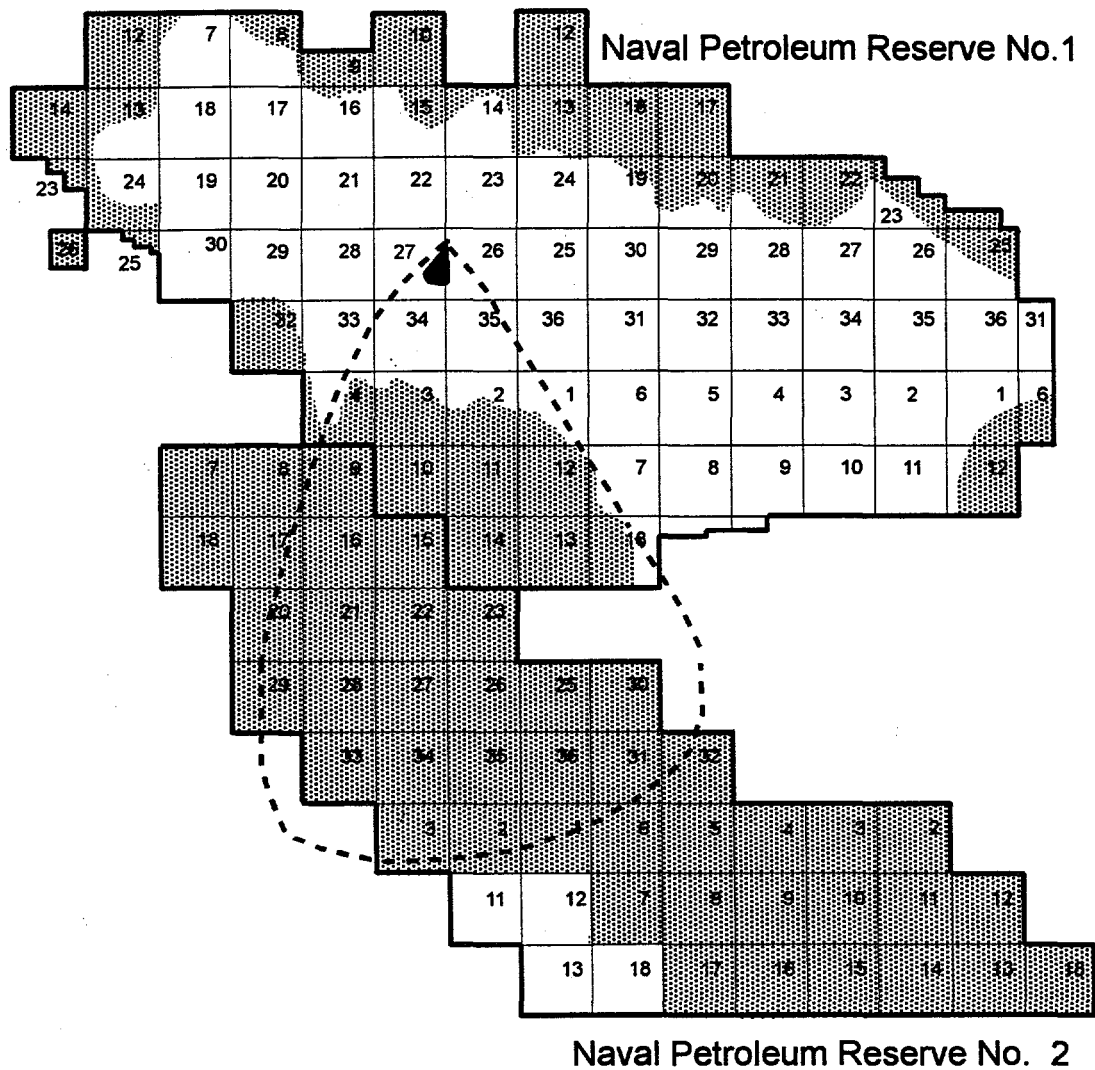 12 7 8 10 12
Naval Petroleum Reserve No.1
9
14 13 18 17 16 15 14 13 18 17
23 24 19 20 21 22 23 24 19 20 21 22 23
26 25 30 29 28 27 26 25 30 29 28 27 26 25
32 33 34 35 36 31 32 33 34 35 36 31
4 3 2 1 6 5 4 3 2 1 6
7 8 9 10 11 12 7 8 9 10 11 12
18 17 16 15 14 13 18
20 21 22 23
29 28 27 26 25 30
33 34 35 36 31 32
3 2 1 6 5 4 3 2
11 12 7 8 9 10 11 12
13 18 17 16 15 14 13 18
Naval Petroleum Reserve No. 2